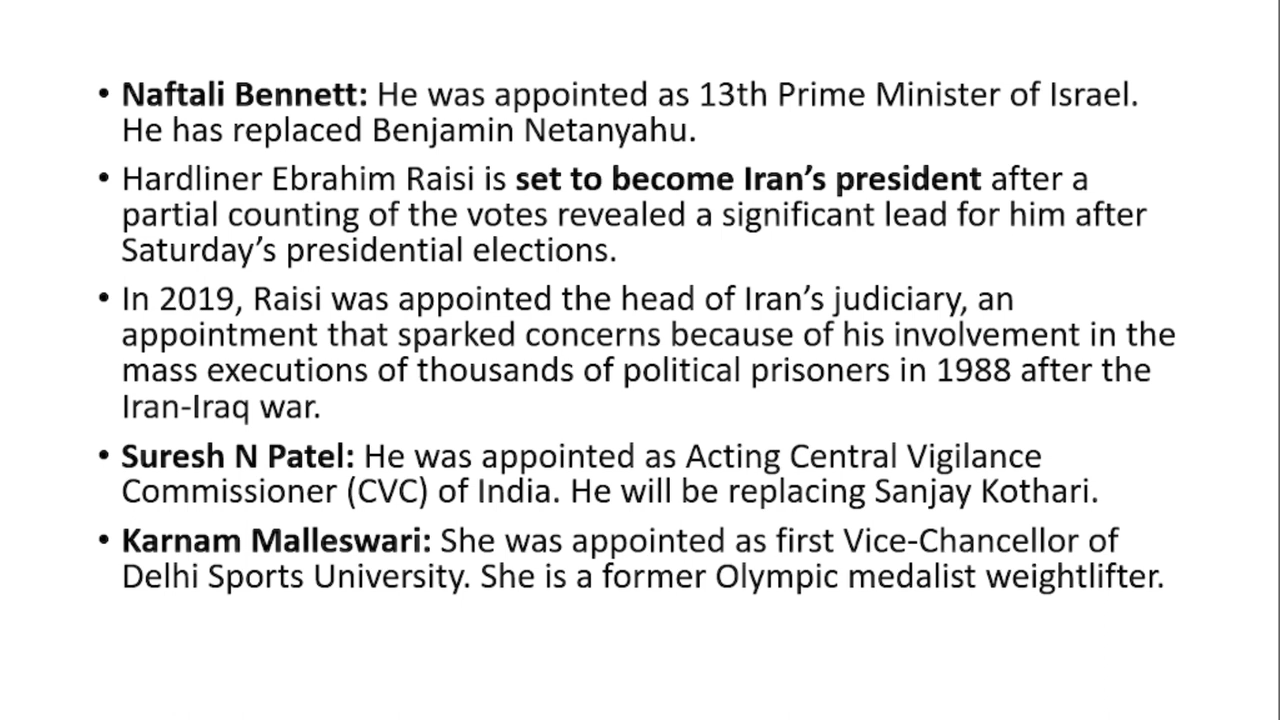 • Naftali Bennett: He was appointed as 13th Prime Minister of Israel.
He has replaced Benjamin Netanyahu.
• Hardliner Ebrahim Raisi is set to become Iran’s president after a
partial counting of the votes revealed a significant lead for him after
Saturday’s presidential elections.
• In 2019, Raisi was appointed the head of Iran’s judiciary, an
appointment that sparked concerns because of his involvement in the
mass executions of thousands of political prisoners in 1988 after the
Iran-Iraq war.
• Suresh N Patel: He was appointed as Acting Central Vigilance
Commissioner (CVC) of India. He will be replacing Sanjay Kothari.
• Karnam Malleswari: She was appointed as first Vice-Chancellor of
Delhi Sports University. She is a former Olympic medalist weightlifter.